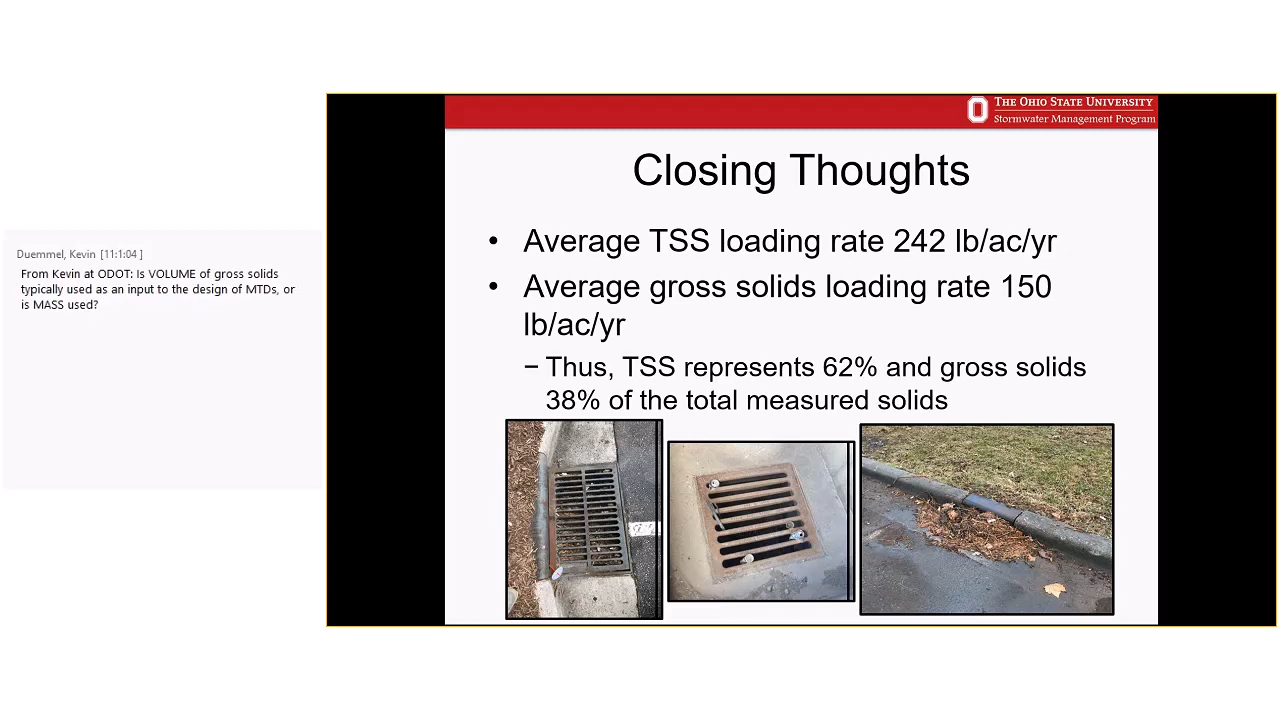 Duemmel, Kevin [11:1:04 ]
From Kevin at ODOT: Is VOLUME of gross solids
typically used as an input to the design of MTDs, or
is MASS used?
THE OHIO STATE UNIVERSITY
Stormwater Management Program
Closing Thoughts
• Average TSS loading rate 242 lb/ac/yr
• Average gross solids loading rate 150
lb/ac/yr
− Thus, TSS represents 62% and gross solids
38% of the total measured solids